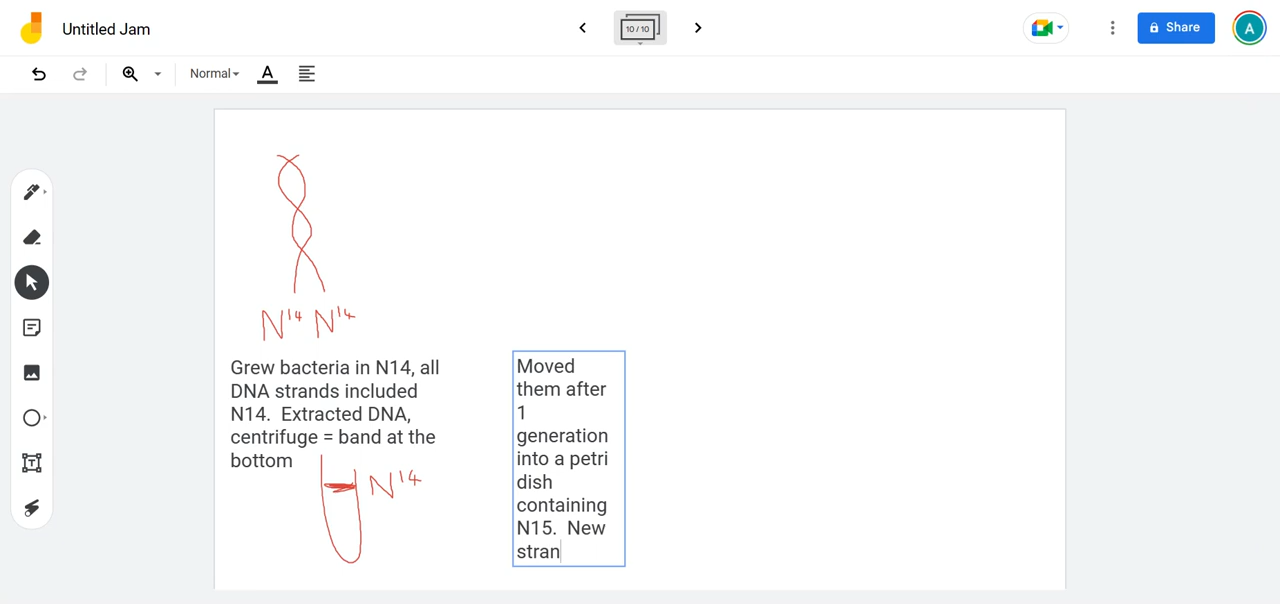 Untitled Jam
10 / 10
Share
A
Normal
A
N14 N14
Grew bacteria in N14, all
DNA strands included
N14.  Extracted DNA,
centrifuge = band at the
bottom
N14
Moved
them after
1
generation
into a petri
dish
containing
N15.  New
stran